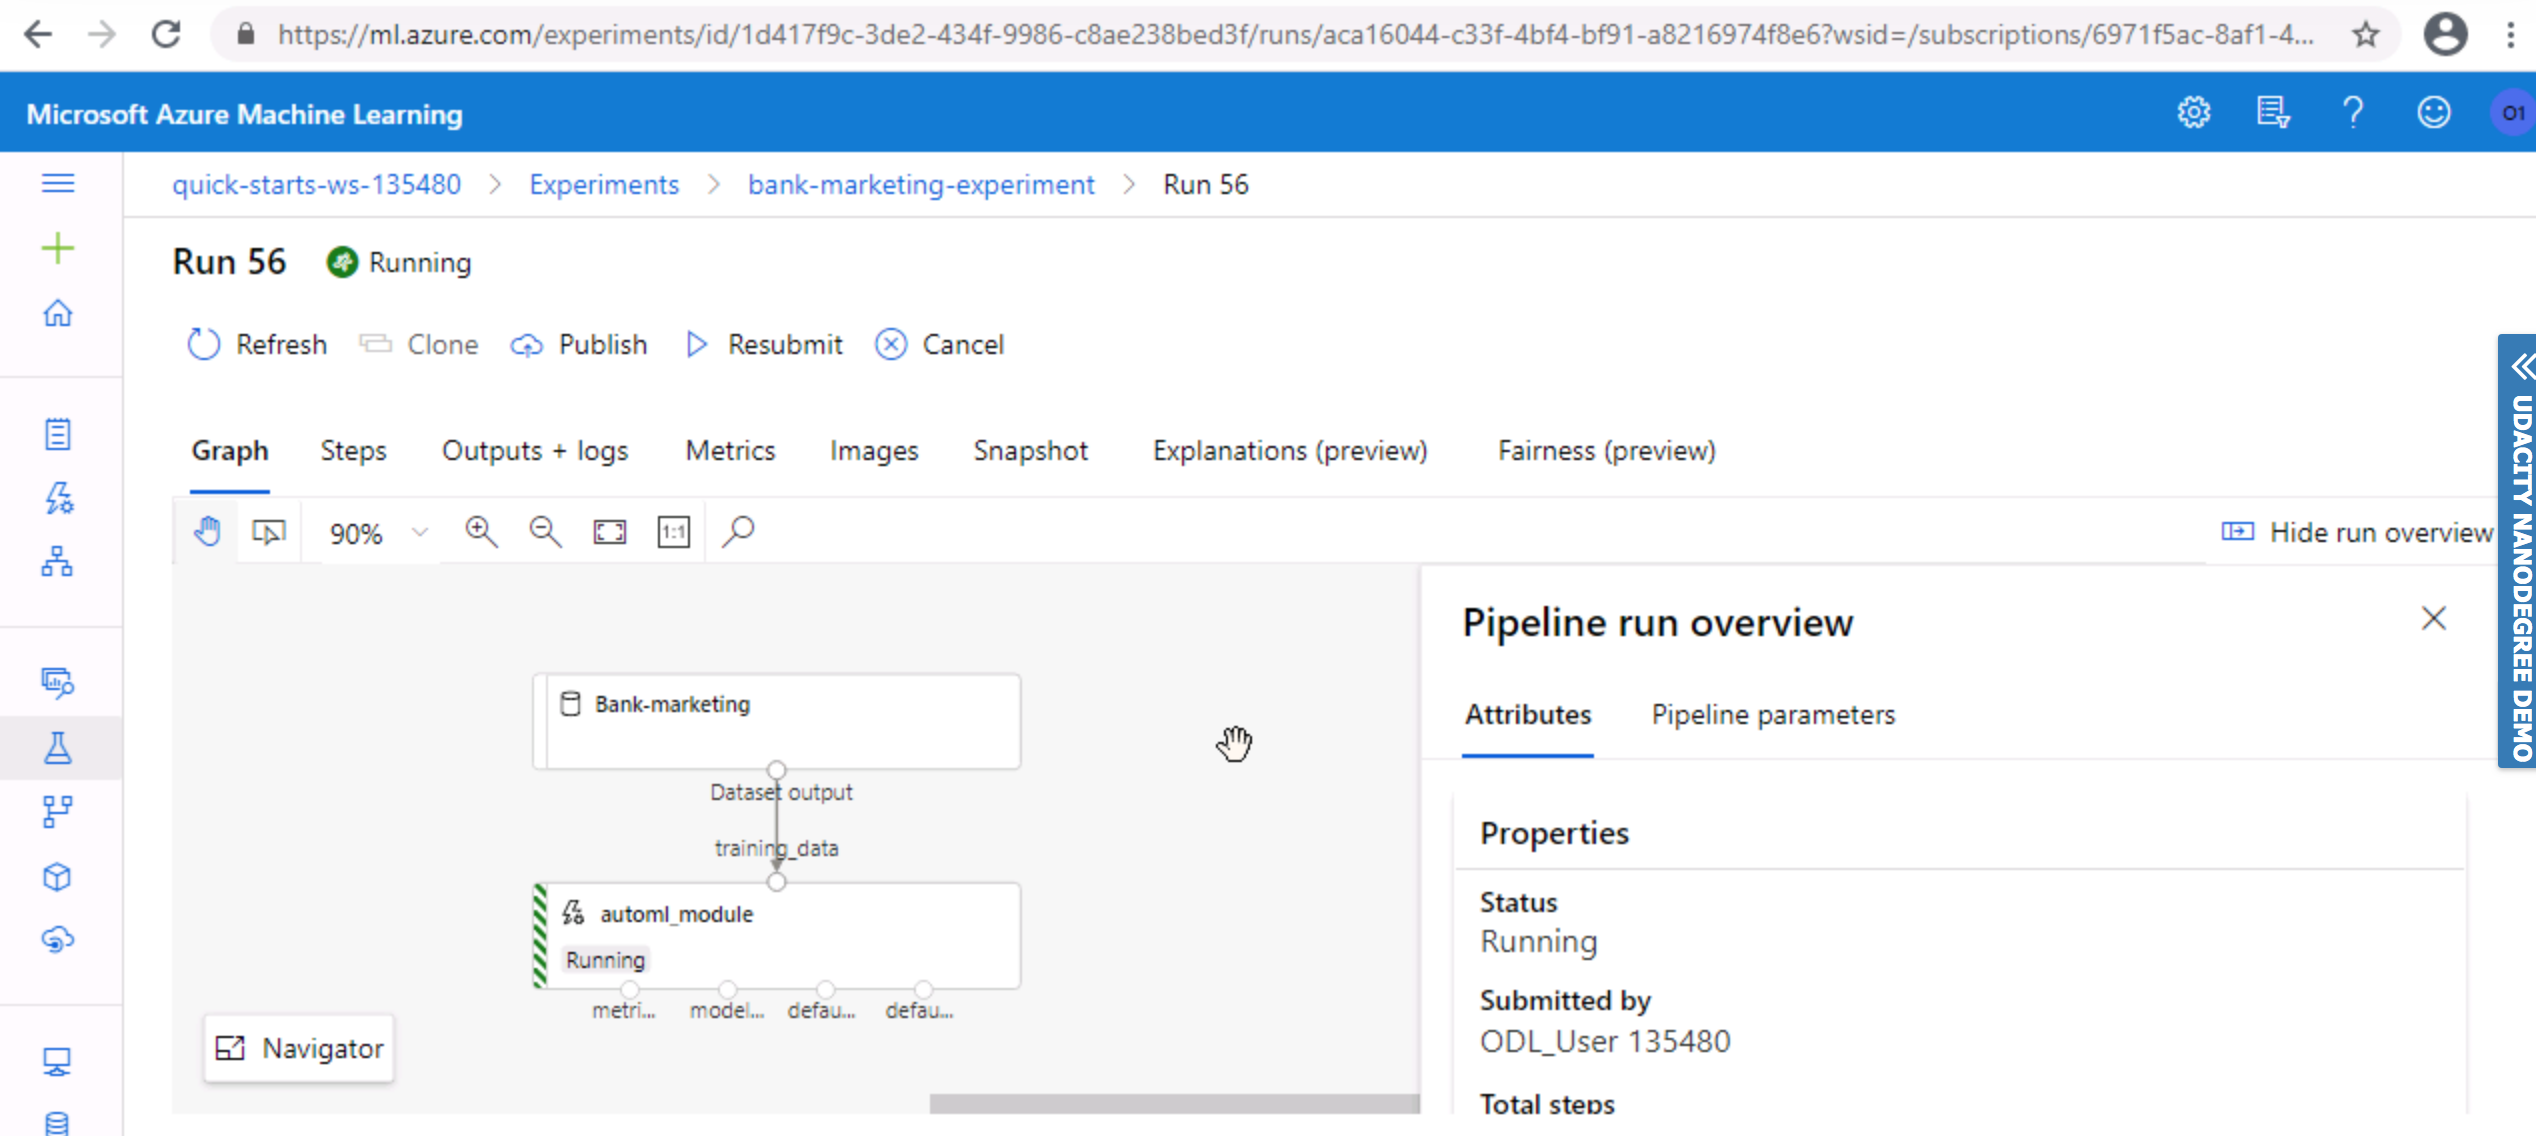 https://ml.azure.com/experiments/id/1d417f9c-3de2-434f-9986-c8ae238bed3f/runs/aca16044-c33f-4bf4-bf91-a8216974f8e6?wsid=/subscriptions/6971f5ac-8af1-4...
Microsoft Azure Machine Learning
01
quick-starts-ws-135480 > Experiments > bank-marketing-experiment > Run 56
Run 56 Running
Refresh Clone Publish Resubmit Cancel
Graph Steps Outputs + logs Metrics Images Snapshot Explanations (preview) Fairness (preview)
90% 1:1 Hide run overview
Bank-marketing
Dataset output
training_data
automl_module
Running
metri... model... defau... defau...
Navigator
Pipeline run overview
Attributes Pipeline parameters
Properties
Status
Running
Submitted by
ODL_User 135480
Total steps
UDACITY NANODEGREE DEMO